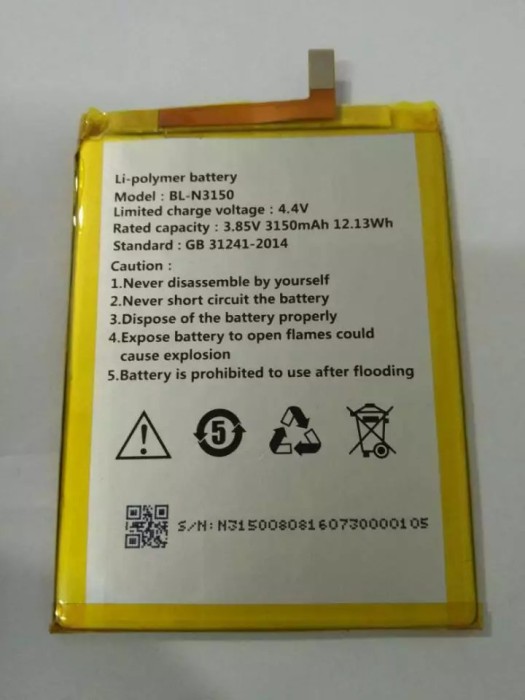 Li-polymer battery
Model : BL-N3150
Limited charge voltage : 4.4V
Rated capacity : 3.85V 3150mAh 12.13Wh
Standard : GB 31241-2014
Caution :
1.Never disassemble by yourself
2.Never short circuit the battery
3.Dispose of the battery properly
4.Expose battery to open flames could
cause explosion
5.Battery is prohibited to use after flooding
5
S/N: N31500808160730000105